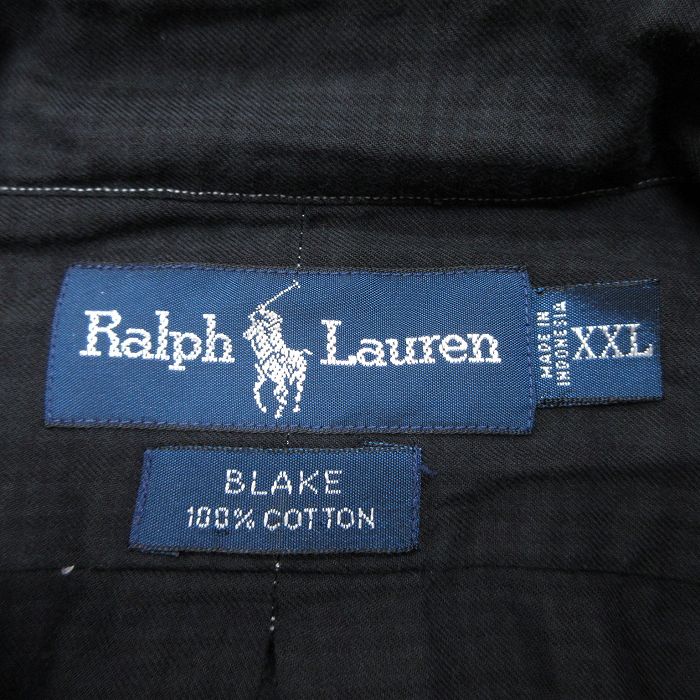 Ralph Lauren
MADE IN
INDONESIA
XXL
BLAKE
100% COTTON